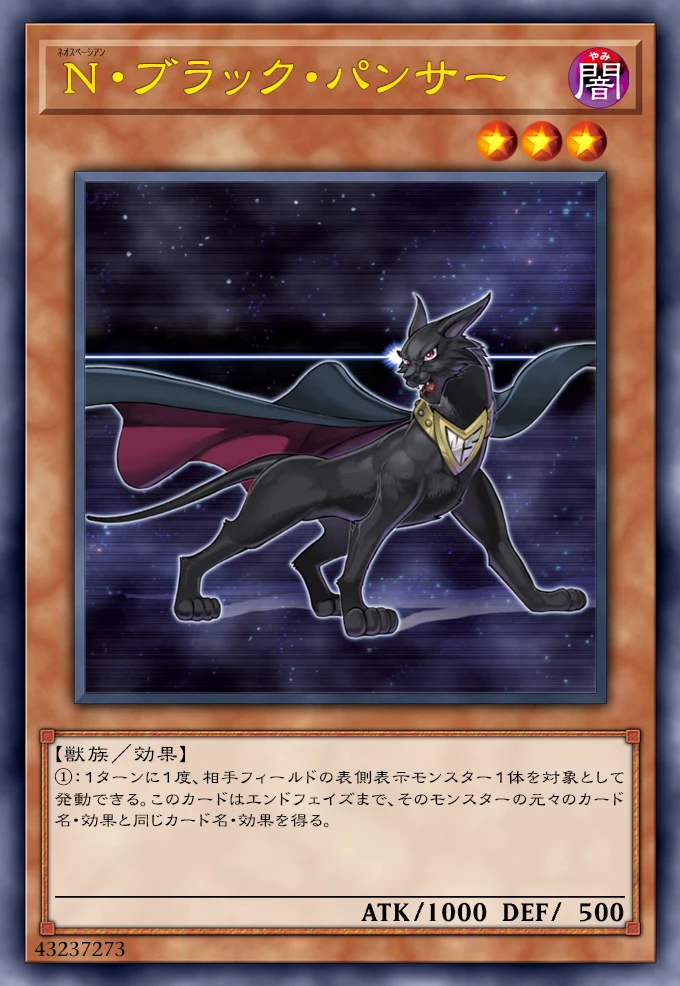 ネオスペーシアン
N・ブラック・パンサー
やみ
闇
NS
【獣族／効果】
①：1ターンに1度、相手フィールドの表側表示モンスター1体を対象として
発動できる。このカードはエンドフェイズまで、そのモンスターの元々のカード
名・効果と同じカード名・効果を得る。
ATK/1000 DEF/ 500
43237273